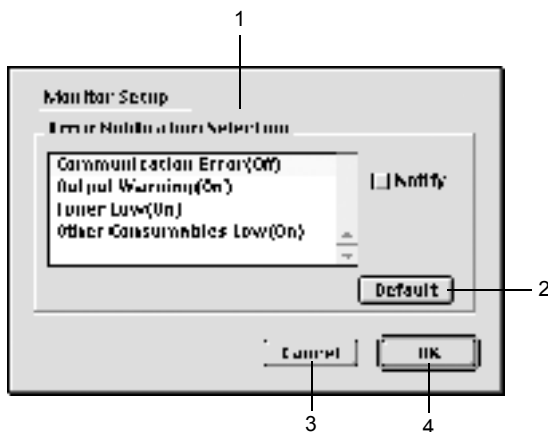 1
Monitor Setup
Error Notification Selection
Communication Error(Off)
Output Warning(On)
Toner Low(On)
Other Consumables Low(On)
Notify
Default
2
Cancel
OK
3
4